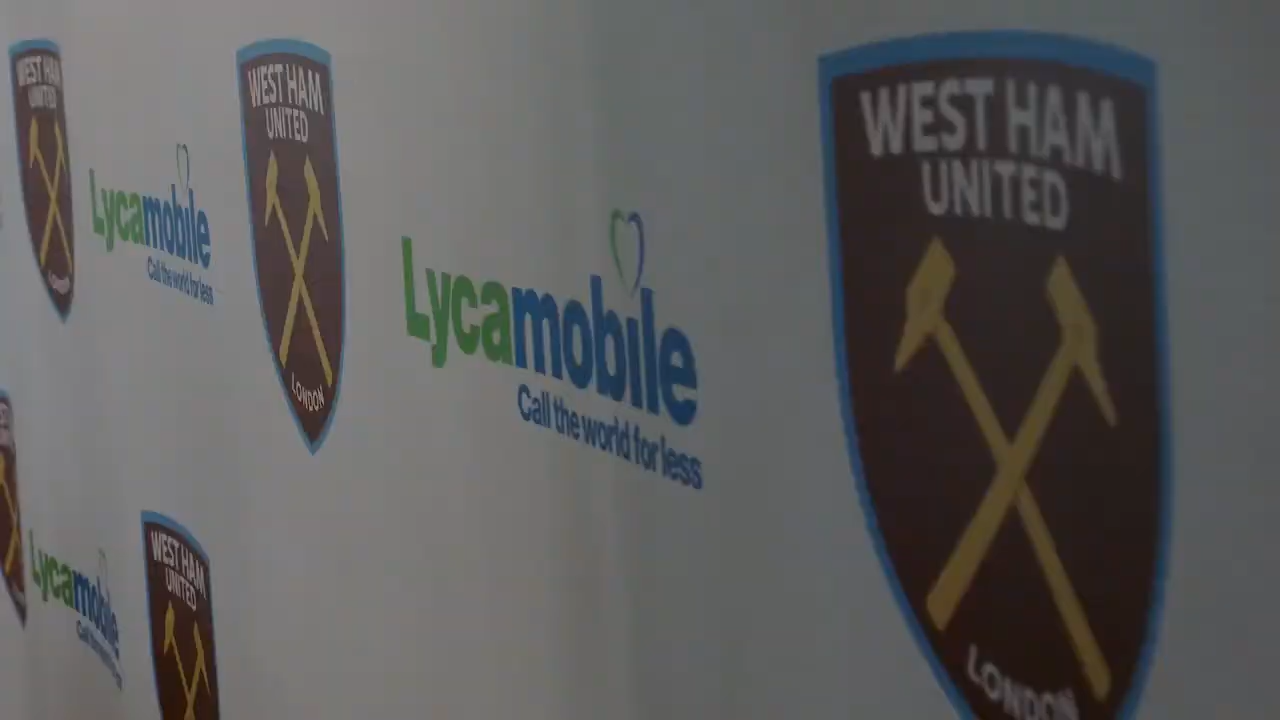 WEST HAM
UNITED
Lycamobile
Call the world for less
WEST HAM
UNITED
LONDON
Lycamobile
Call the world for less
WEST HAM
UNITED
LONDON
Lycamobile
WEST HAM
UNITED